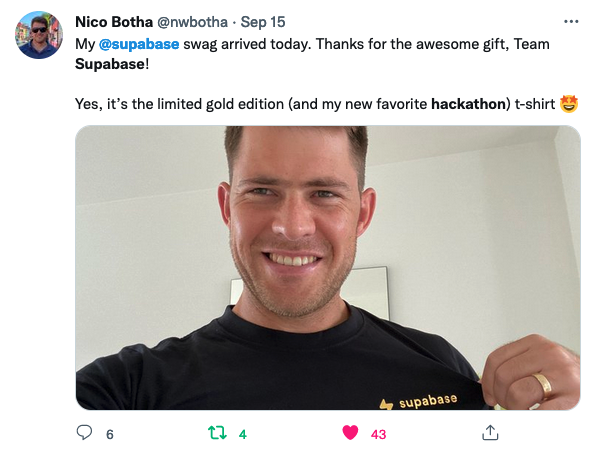 Nico Botha @nwbotha · Sep 15
My @supabase swag arrived today. Thanks for the awesome gift, Team
Supabase!
Yes, it's the limited gold edition (and my new favorite hackathon) t-shirt 🤩
supabase
6 4 43